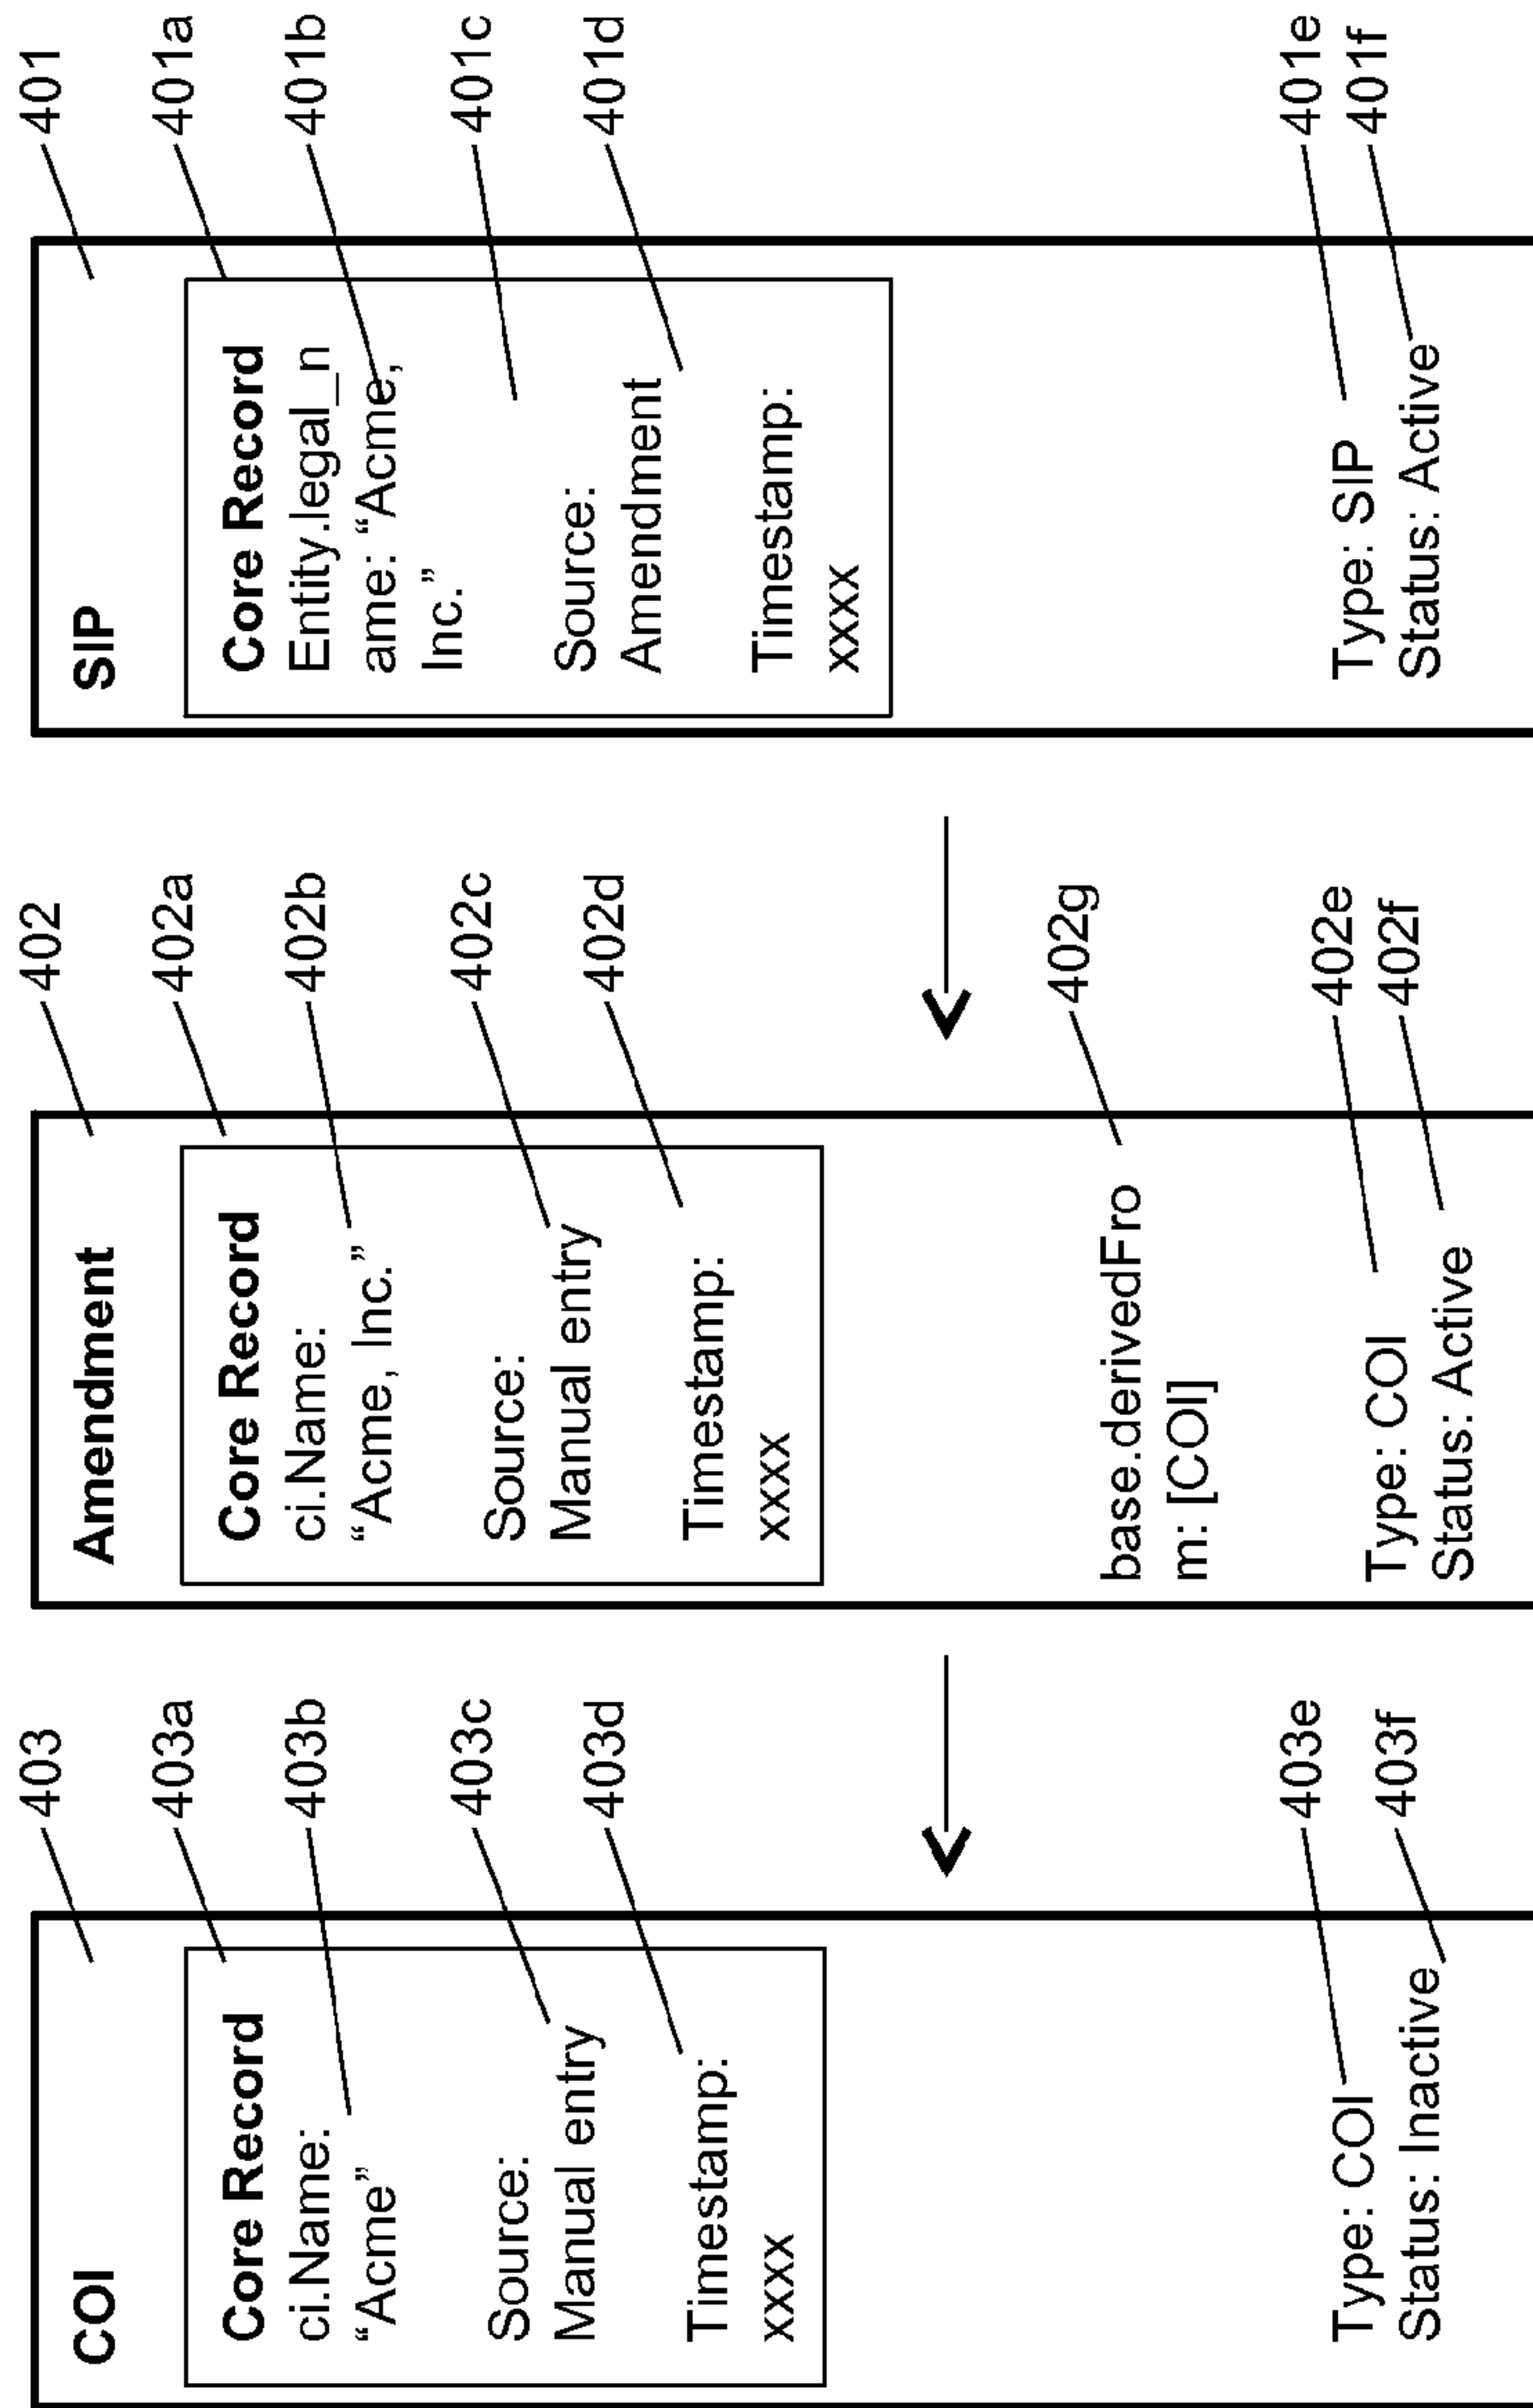 COI
403
Core Record
403a
ci.Name:
403b
“Acme”
Source:
403c
Manual entry
403d
Timestamp:
xxxx
Type: COI
403e
Status: Inactive
403f
Amendment
402
Core Record
402a
ci.Name:
402b
“Acme, Inc.”
Source:
402c
Manual entry
402d
Timestamp:
xxxx
base.derivedFro
402g
m: [COI]
Type: COI
402e
Status: Active
402f
SIP
401
Core Record
401a
Entity.legal_n
401b
ame: “Acme,
Inc.”
401c
Source:
401d
Amendment
Timestamp:
xxxx
Type: SIP
401e
Status: Active
401f